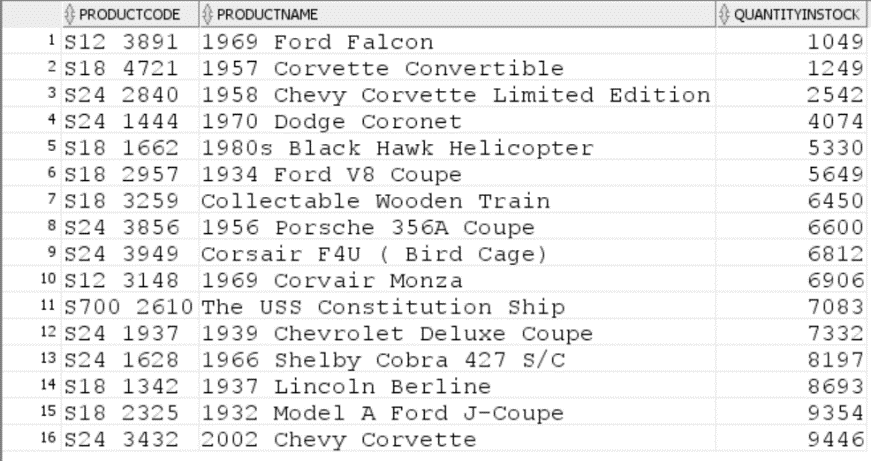 PRODUCTCODE PRODUCTNAME QUANTITYINSTOCK
1 S12 3891 1969 Ford Falcon 1049
2 S18 4721 1957 Corvette Convertible 1249
3 S24 2840 1958 Chevy Corvette Limited Edition 2542
4 S24 1444 1970 Dodge Coronet 4074
5 S18 1662 1980s Black Hawk Helicopter 5330
6 S18 2957 1934 Ford V8 Coupe 5649
7 S18 3259 Collectable Wooden Train 6450
8 S24 3856 1956 Porsche 356A Coupe 6600
9 S24 3949 Corsair F4U ( Bird Cage) 6812
10 S12 3148 1969 Corvair Monza 6906
11 S700 2610 The USS Constitution Ship 7083
12 S24 1937 1939 Chevrolet Deluxe Coupe 7332
13 S24 1628 1966 Shelby Cobra 427 S/C 8197
14 S18 1342 1937 Lincoln Berline 8693
15 S18 2325 1932 Model A Ford J-Coupe 9354
16 S24 3432 2002 Chevy Corvette 9446